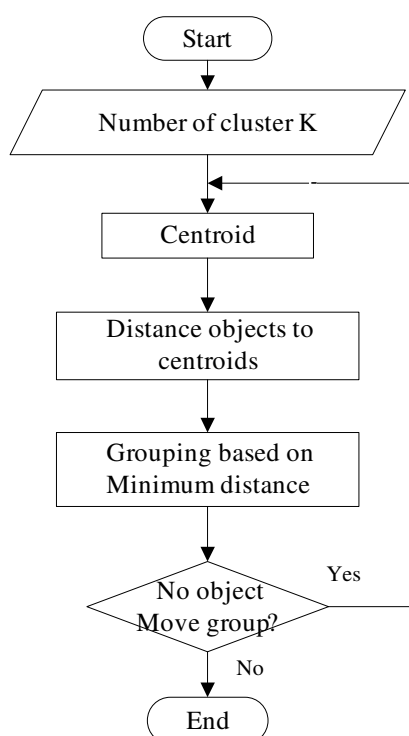 Start
Number of cluster K
Centroid
Distance objects to
centroids
Grouping based on
Minimum distance
No object
Move group?
Yes
No
End